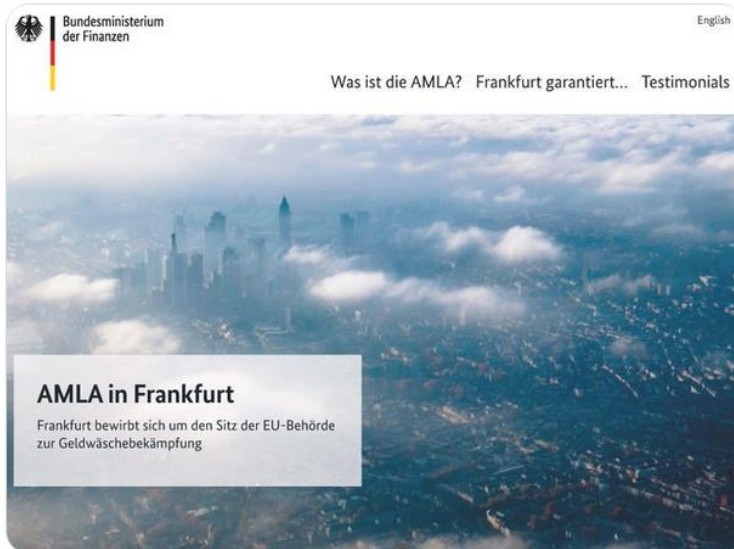 Bundesministerium
der Finanzen
English
Was ist die AMLA? Frankfurt garantiert... Testimonials
AMLA in Frankfurt
Frankfurt bewirbt sich um den Sitz der EU-Behörde
zur Geldwäschebekämpfung